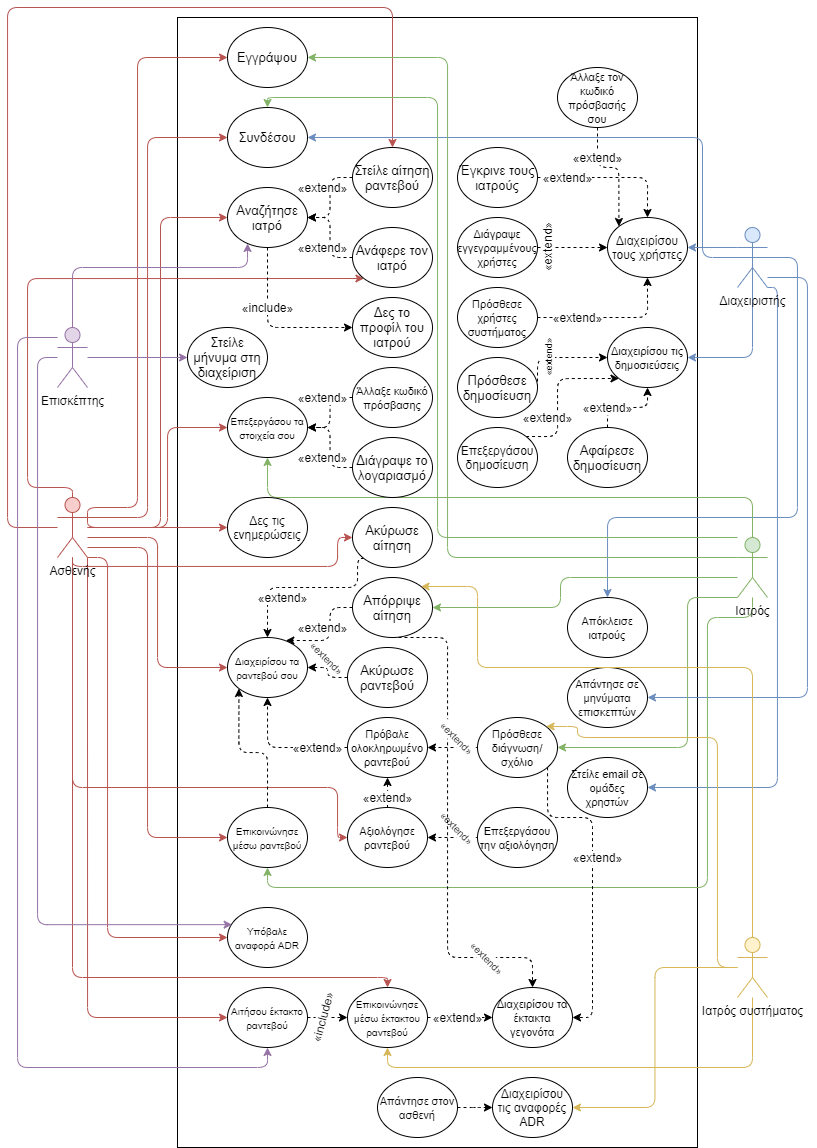 Εγγράψου
Άλλαξε τον
κωδικό
πρόσβασής
σου
Συνδέσου
«extend»
Στείλε αίτηση
ραντεβού
Έγκρινε τους
ιατρούς
«extend»
«extend»
Αναζήτησε
ιατρό
Διάγραψε
εγγεγραμμένους
χρήστες
«extend»
Διαχειρίσου
τους χρήστες
«extend»
Ανάφερε τον
ιατρό
Διαχειριστής
«include»
Πρόσθεσε
χρήστες
συστήματος
«extend»
Δες το
προφίλ του
ιατρού
Στείλε
μήνυμα στη
διαχείριση
«extend»
Διαχειρίσου τις
δημοσιεύσεις
Επισκέπτης
Πρόσθεσε
δημοσίευση
Άλλαξε κωδικό
πρόσβασης
«extend»
«extend»
«extend»
Επεξεργάσου τα
στοιχεία σου
«extend»
Διάγραψε το
λογαριασμό
Επεξεργάσου
δημοσίευση
Αφαίρεσε
δημοσίευση
Δες τις
ενημερώσεις
Ακύρωσε
αίτηση
Ασθενής
«extend»
Απόρριψε
αίτηση
Ιατρός
«extend»
Απόκλεισε
ιατρούς
«extend»
Διαχειρίσου τα
ραντεβού σου
Ακύρωσε
ραντεβού
Απάντησε σε
μηνύματα
επισκεπτών
«extend»
Πρόβαλε
ολοκληρωμένο
ραντεβού
«extend»
Πρόσθεσε
διάγνωση/
σχόλιο
Στείλε email σε
ομάδες
χρηστών
«extend»
Επικοινώνησε
μέσω ραντεβού
Αξιολόγησε
ραντεβού
«extend»
Επεξεργάσου
την αξιολόγηση
«extend»
Υπόβαλε
αναφορά ADR
«extend»
Αιτήσου έκτακτο
ραντεβού
«include»
Επικοινώνησε
μέσω έκτακτου
ραντεβού
«extend»
Διαχειρίσου τα
έκτακτα
γεγονότα
Ιατρός συστήματος
Απάντησε στον
ασθενή
Διαχειρίσου
τις αναφορές
ADR